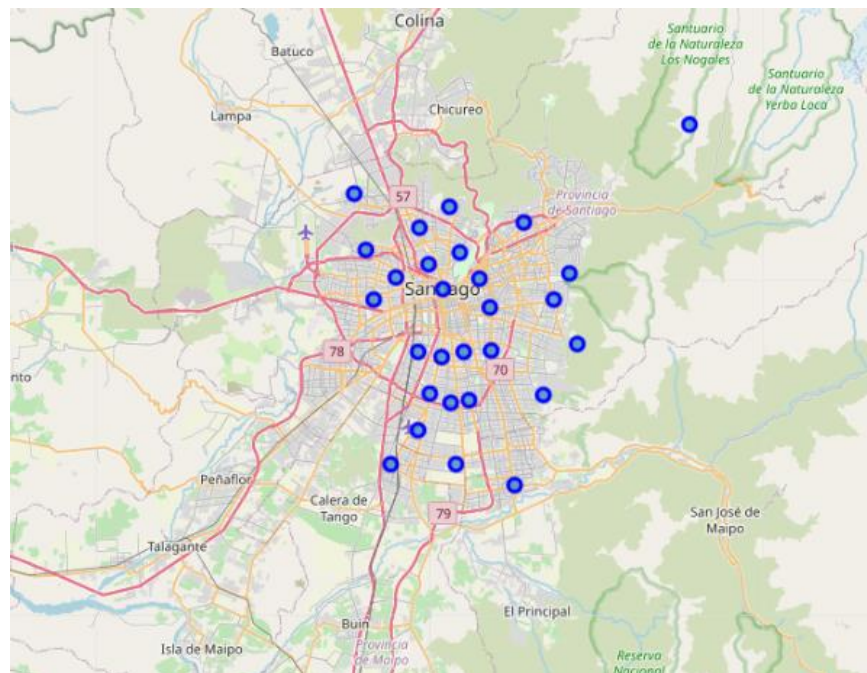 Colina
Batuco
Santuario
de la Naturaleza
Los Nogales
Santuario
de la Naturaleza
Yerba Loca
Lampa
Chicureo
57
Provincia
de Santiago
Santiago
78
70
Peñaflor
Calera de
Tango
79
San José de
Maipo
Talagante
El Principal
Buin
Isla de Maipo
Provincia
de Maipo
Reserva
Nacional